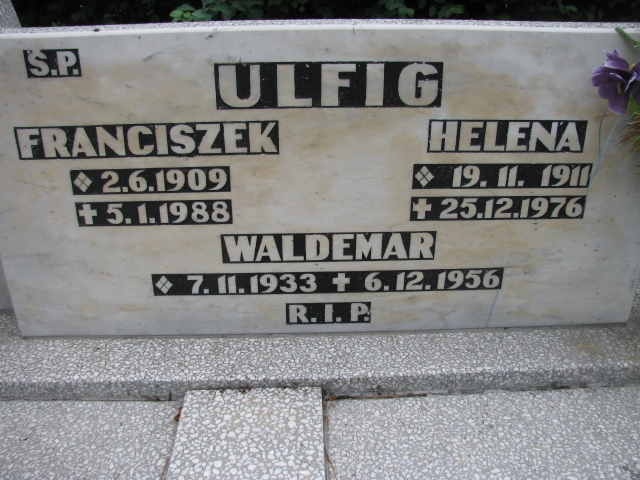 Ś.P.
ULFIG
FRANCISZEK HELENA
❖ 2.6.1909 ❖ 19.11.1911
✝ 5.1.1988 ✝ 25.12.1976
WALDEMAR
❖ 7.11.1933 ✝ 6.12.1956
R.I.P.